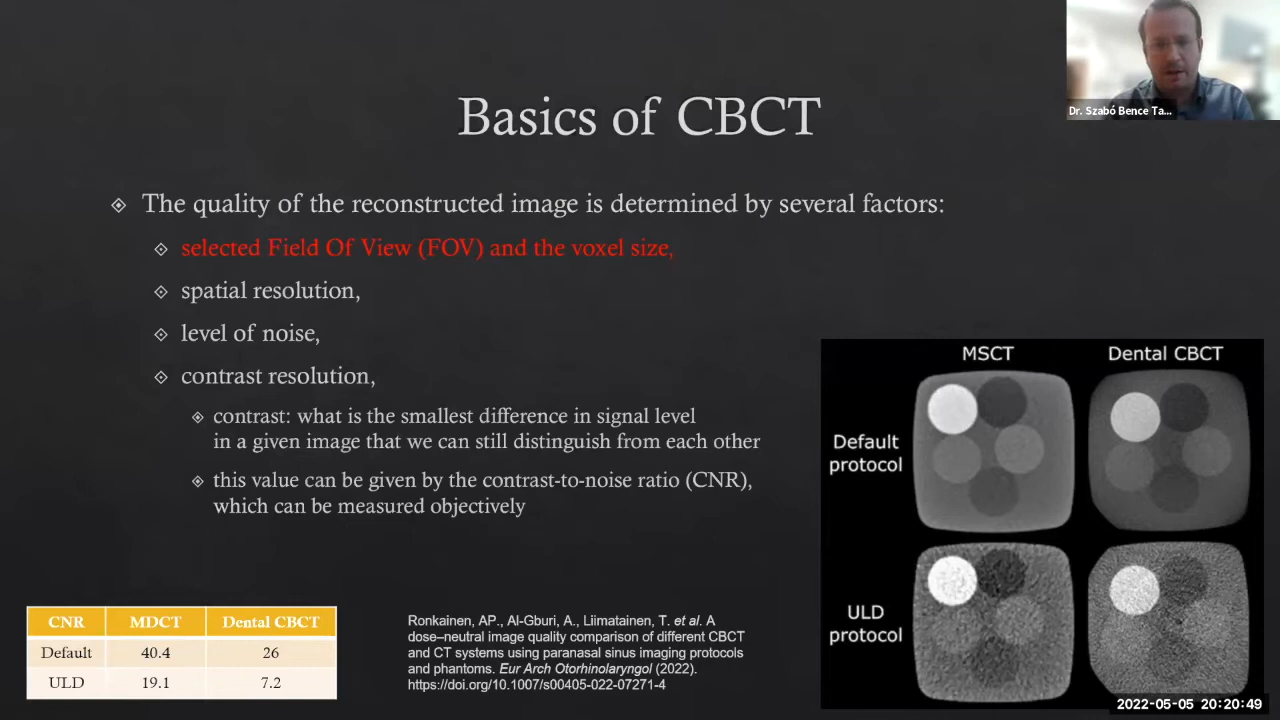 Dr. Szabó Bence Ta...
Basics of CBCT
The quality of the reconstructed image is determined by several factors:
selected Field Of View (FOV) and the voxel size,
spatial resolution,
level of noise,
contrast resolution,
contrast: what is the smallest difference in signal level
in a given image that we can still distinguish from each other
this value can be given by the contrast-to-noise ratio (CNR),
which can be measured objectively
MSCT Dental CBCT
Default
protocol
ULD
protocol
CNR MDCT Dental CBCT
Default 40.4 26
ULD 19.1 7.2
Ronkainen, AP., Al-Gburi, A., Liimatainen, T. et al. A
dose–neutral image quality comparison of different CBCT
and CT systems using paranasal sinus imaging protocols
and phantoms. Eur Arch Otorhinolaryngol (2022).
https://doi.org/10.1007/s00405-022-07271-4
2022-05-05 20:20:49